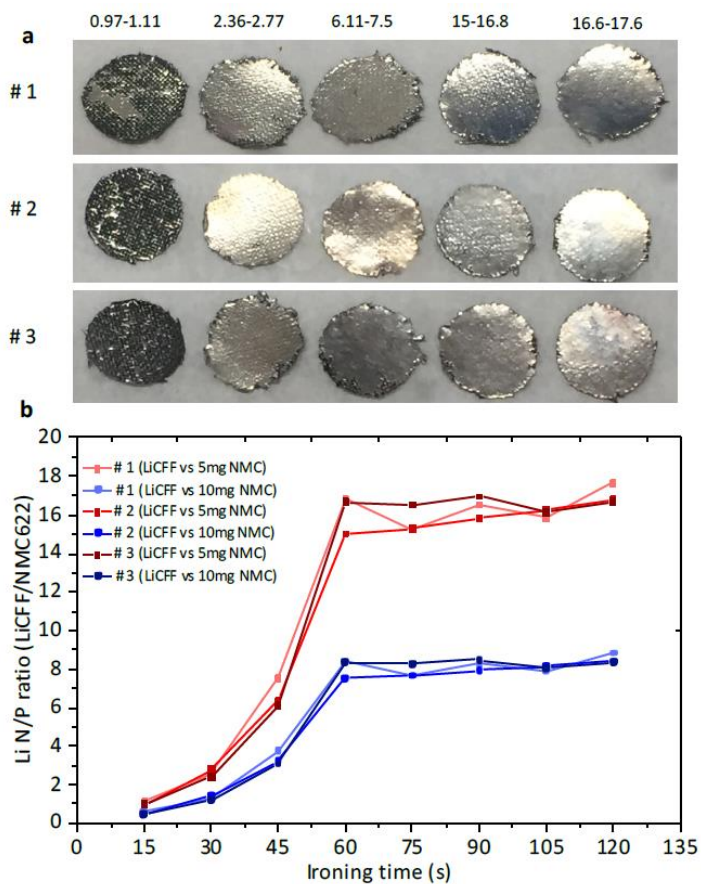 a
0.97-1.11 2.36-2.77 6.11-7.5 15-16.8 16.6-17.6
# 1
# 2
# 3
b
20
18
16
14
12
10
8
6
4
2
0
Li N/P ratio (LiCFF/NMC622)
# 1 (LiCFF vs 5mg NMC)
#1 (LiCFF vs 10mg NMC)
# 2 (LiCFF vs 5mg NMC)
# 2 (LiCFF vs 10mg NMC)
# 3 (LiCFF vs 5mg NMC)
#3 (LiCFF vs 10mg NMC)
0 15 30 45 60 75 90 105 120 135
Ironing time (s)